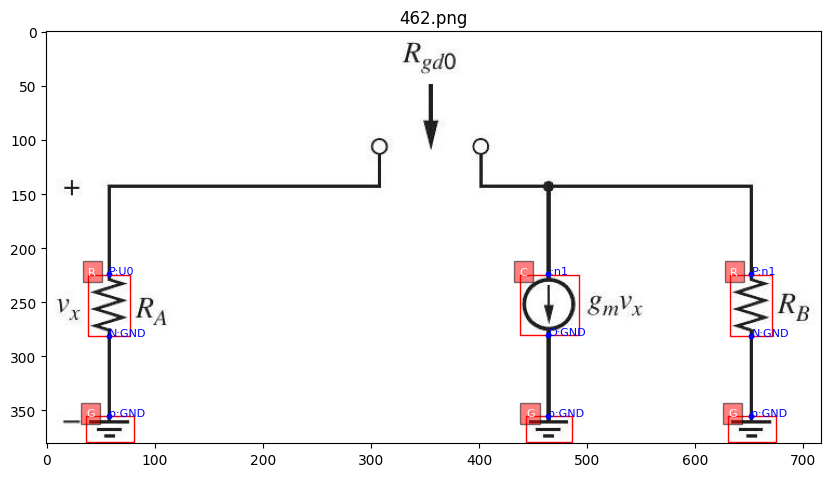 462.png
R_gd0
+
v_x
R_A
g_m v_x
R_B
−
R
P:U0
N:GND
C
I:n1
O:GND
R
P:n1
N:GND
G
p:GND
G
p:GND
G
p:GND
0
50
100
150
200
250
300
350
0 100 200 300 400 500 600 700